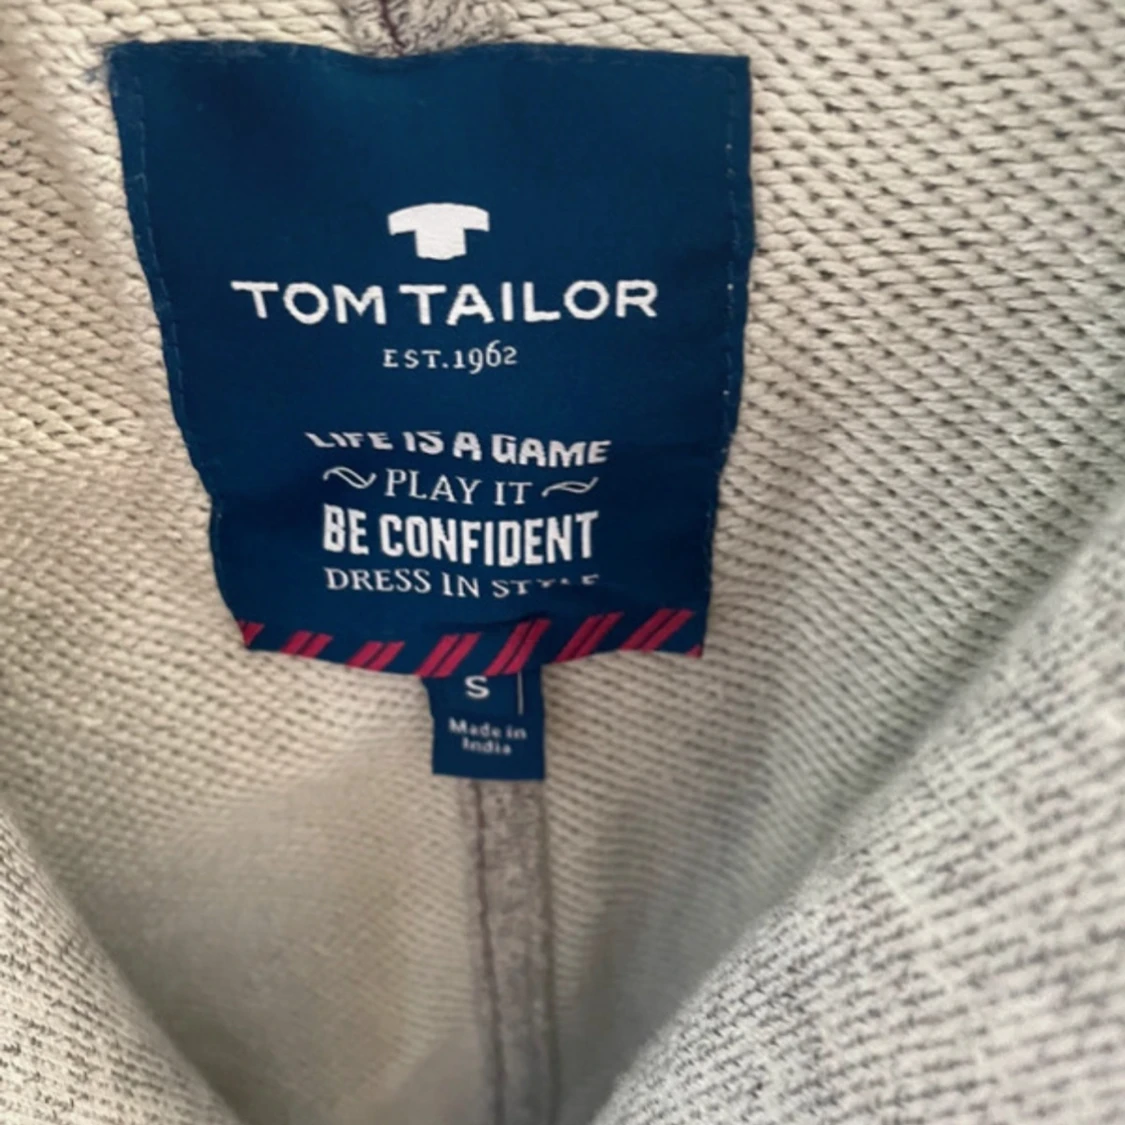 TOM TAILOR
EST.1962
LIFE IS A GAME
PLAY IT
BE CONFIDENT
DRESS IN STYLE
S
Made in
India